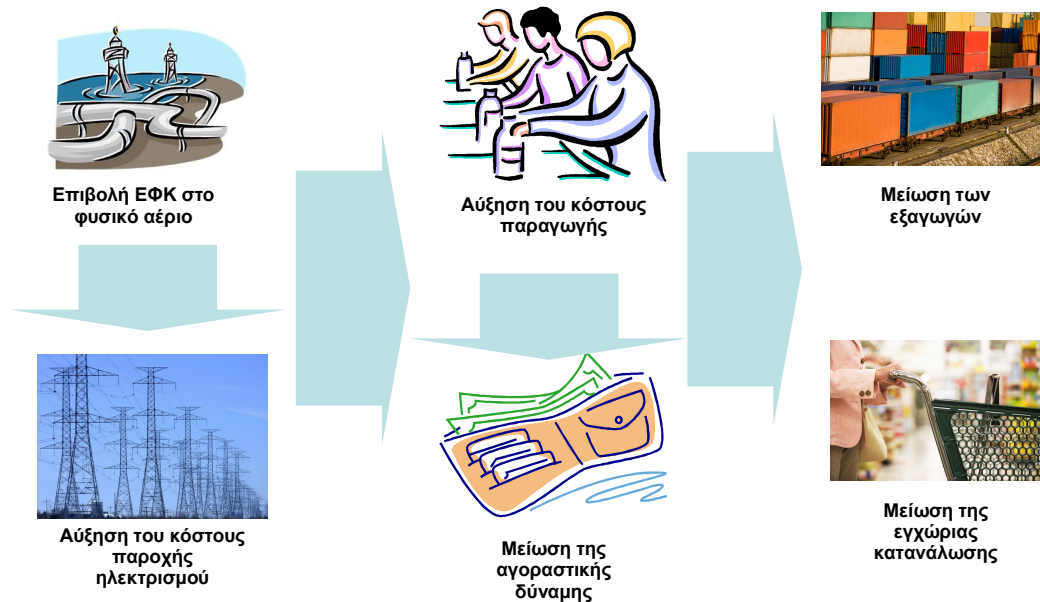 Επιβολή ΕΦΚ στο
φυσικό αέριο
Αύξηση του κόστους
παροχής
ηλεκτρισμού
Αύξηση του κόστους
παραγωγής
Μείωση της
αγοραστικής
δύναμης
Μείωση των
εξαγωγών
Μείωση της
εγχώριας
κατανάλωσης